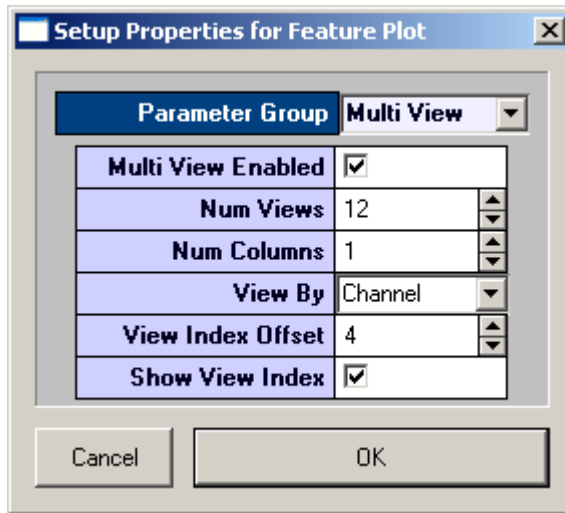 Setup Properties for Feature Plot
Parameter Group Multi View
Multi View Enabled
Num Views 12
Num Columns 1
View By Channel
View Index Offset 4
Show View Index
Cancel OK